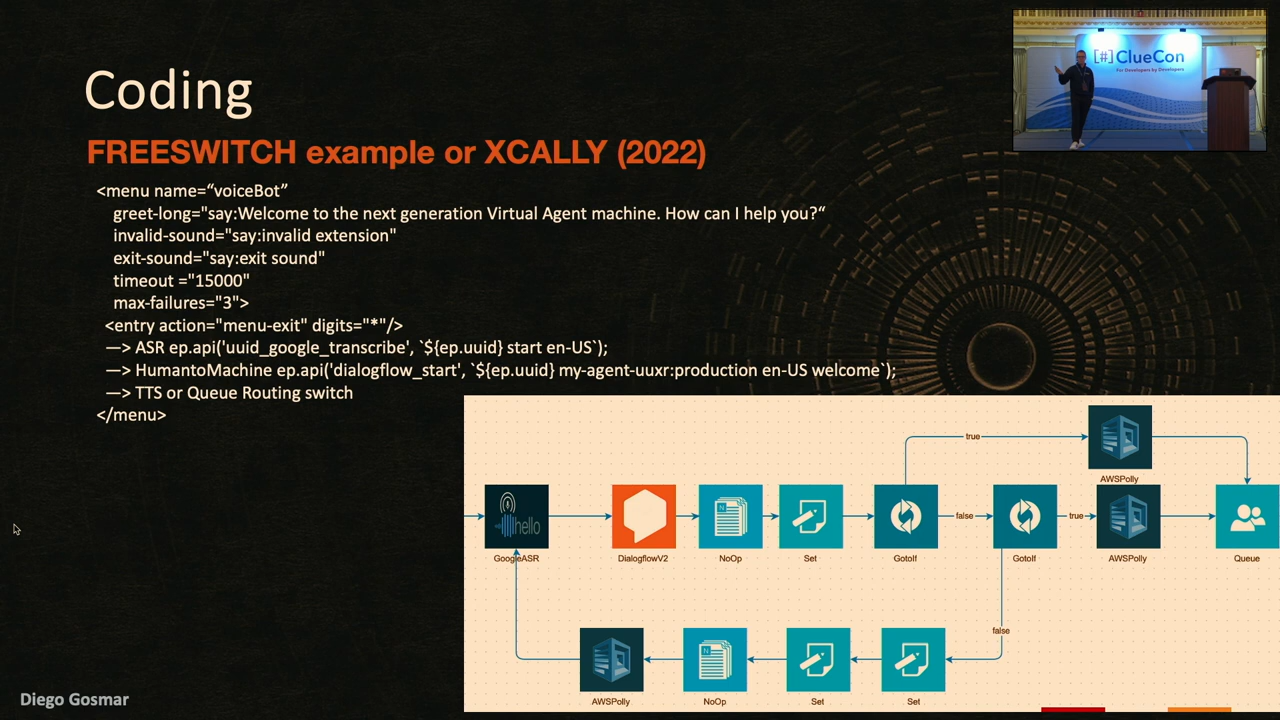 Coding
FREESWITCH example or XCALLY (2022)
<menu name=“voiceBot”
greet-long="say:Welcome to the next generation Virtual Agent machine. How can I help you?“
invalid-sound="say:invalid extension"
exit-sound="say:exit sound"
timeout ="15000"
max-failures="3">
<entry action="menu-exit" digits="*"/>
—> ASR ep.api('uuid_google_transcribe', `${ep.uuid} start en-US`);
—> HumantoMachine ep.api('dialogflow_start', `${ep.uuid} my-agent-uuxr:production en-US welcome`);
—> TTS or Queue Routing switch
</menu>
[#]ClueCon
For Developers by Developers
true
AWSPolly
hello
false
true
GoogleASR
DialogflowV2
NoOp
Set
GotoIf
GotoIf
AWSPolly
Queue
false
AWSPolly
NoOp
Set
Set
Diego Gosmar